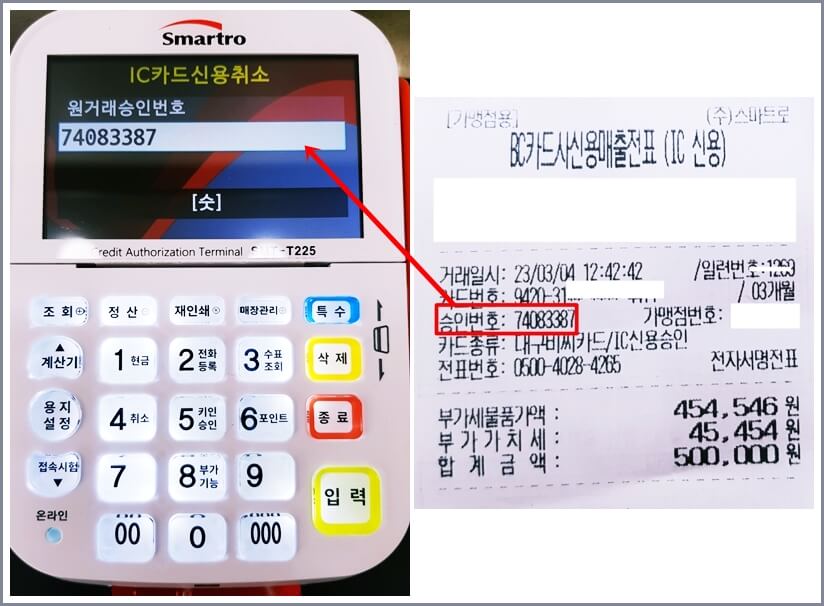 Smartro
IC카드신용취소
원거래승인번호
74083387
[숫]
Credit Authorization Terminal SMT-T225
조회 정산 재인쇄 매장관리 특수
계산기 1 현금 2 전화등록 3 수표조회 삭제
용지설정 4 취소 5 키인승인 6 포인트 종료
접속시험 7 8 부가기능 9 입력
온라인 00 0 000
[가맹점용] (주)스마트로
BC카드사신용매출전표(IC 신용)
거래일시: 23/03/04 12:42:42 /일련번호:1269
카드번호: 9420-31 / 03개월
승인번호: 74083387 가맹점번호:
카드종류: 대구비씨카드/IC신용승인
전표번호: 0500-4028-4265 전자서명전표
부가세물품가액: 454,546 원
부가가치세: 45,454 원
합계금액: 500,000 원